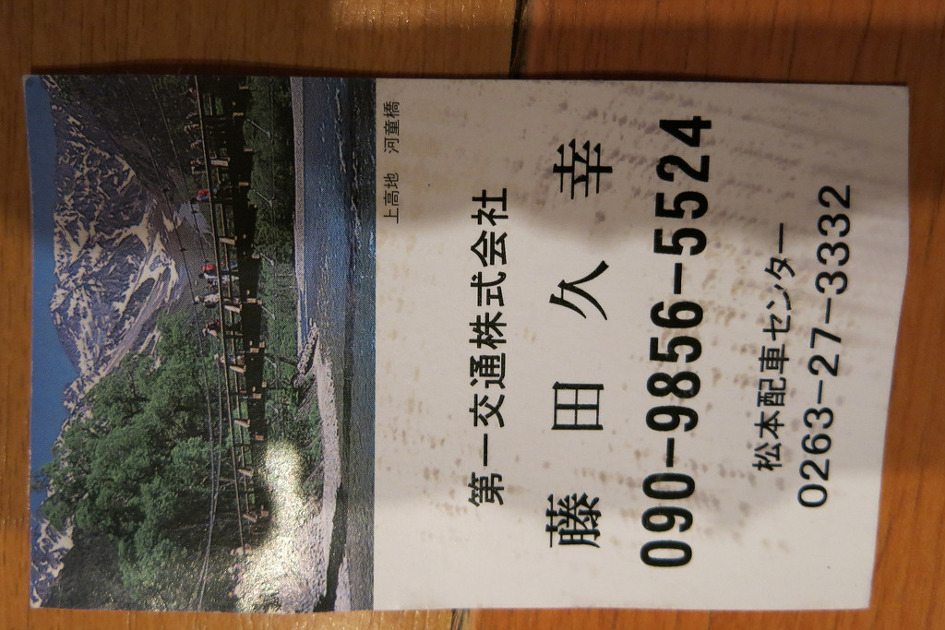 上高地 河童橋
第一交通株式会社
藤田久幸
090-9856-5524
松本配車センター
0263-27-3332